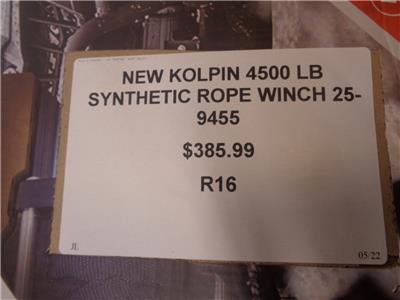 NEW KOLPIN 4500 LB
SYNTHETIC ROPE WINCH 25-
9455
$385.99
R16
JL
05/22